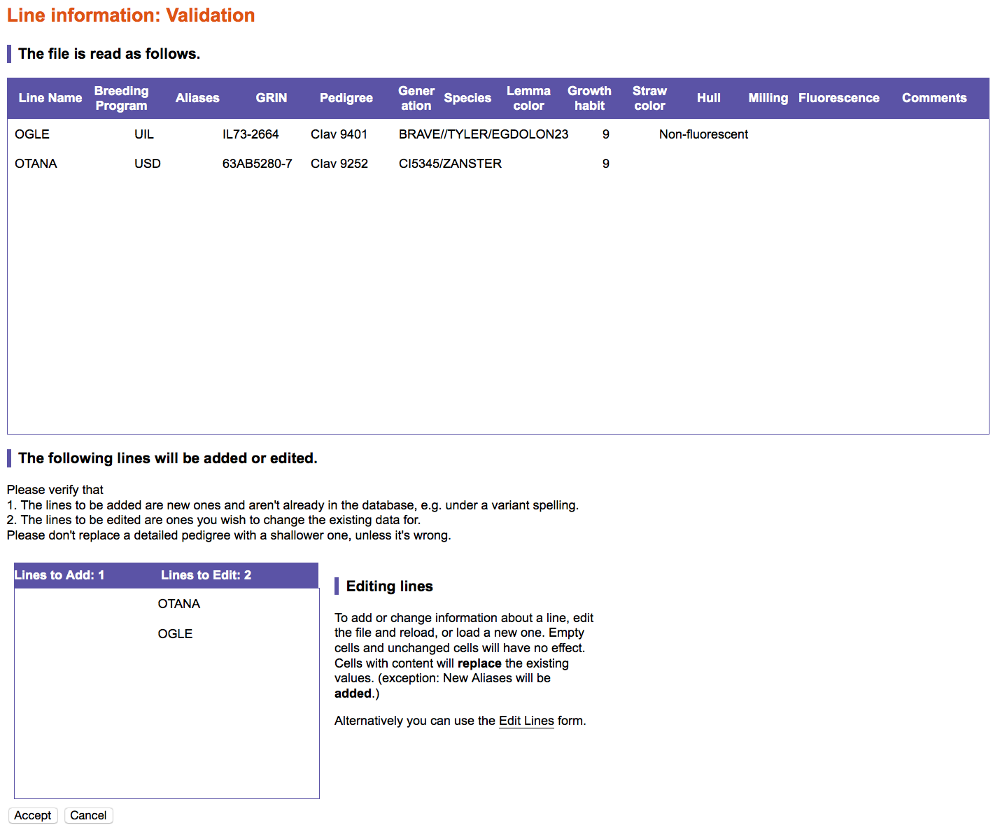 Line information: Validation
The file is read as follows.
Line Name Breeding Program Aliases GRIN Pedigree Gener ation Species Lemma color Growth habit Straw color Hull Milling Fluorescence Comments
OGLE UIL IL73-2664 CIav 9401 BRAVE//TYLER/EGDOLON23 9 Non-fluorescent
OTANA USD 63AB5280-7 CIav 9252 CI5345/ZANSTER 9
The following lines will be added or edited.
Please verify that
1. The lines to be added are new ones and aren't already in the database, e.g. under a variant spelling.
2. The lines to be edited are ones you wish to change the existing data for.
Please don't replace a detailed pedigree with a shallower one, unless it's wrong.
Lines to Add: 1 Lines to Edit: 2
OTANA
OGLE
Editing lines
To add or change information about a line, edit
the file and reload, or load a new one. Empty
cells and unchanged cells will have no effect.
Cells with content will replace the existing
values. (exception: New Aliases will be
added.)
Alternatively you can use the Edit Lines form.
Accept Cancel